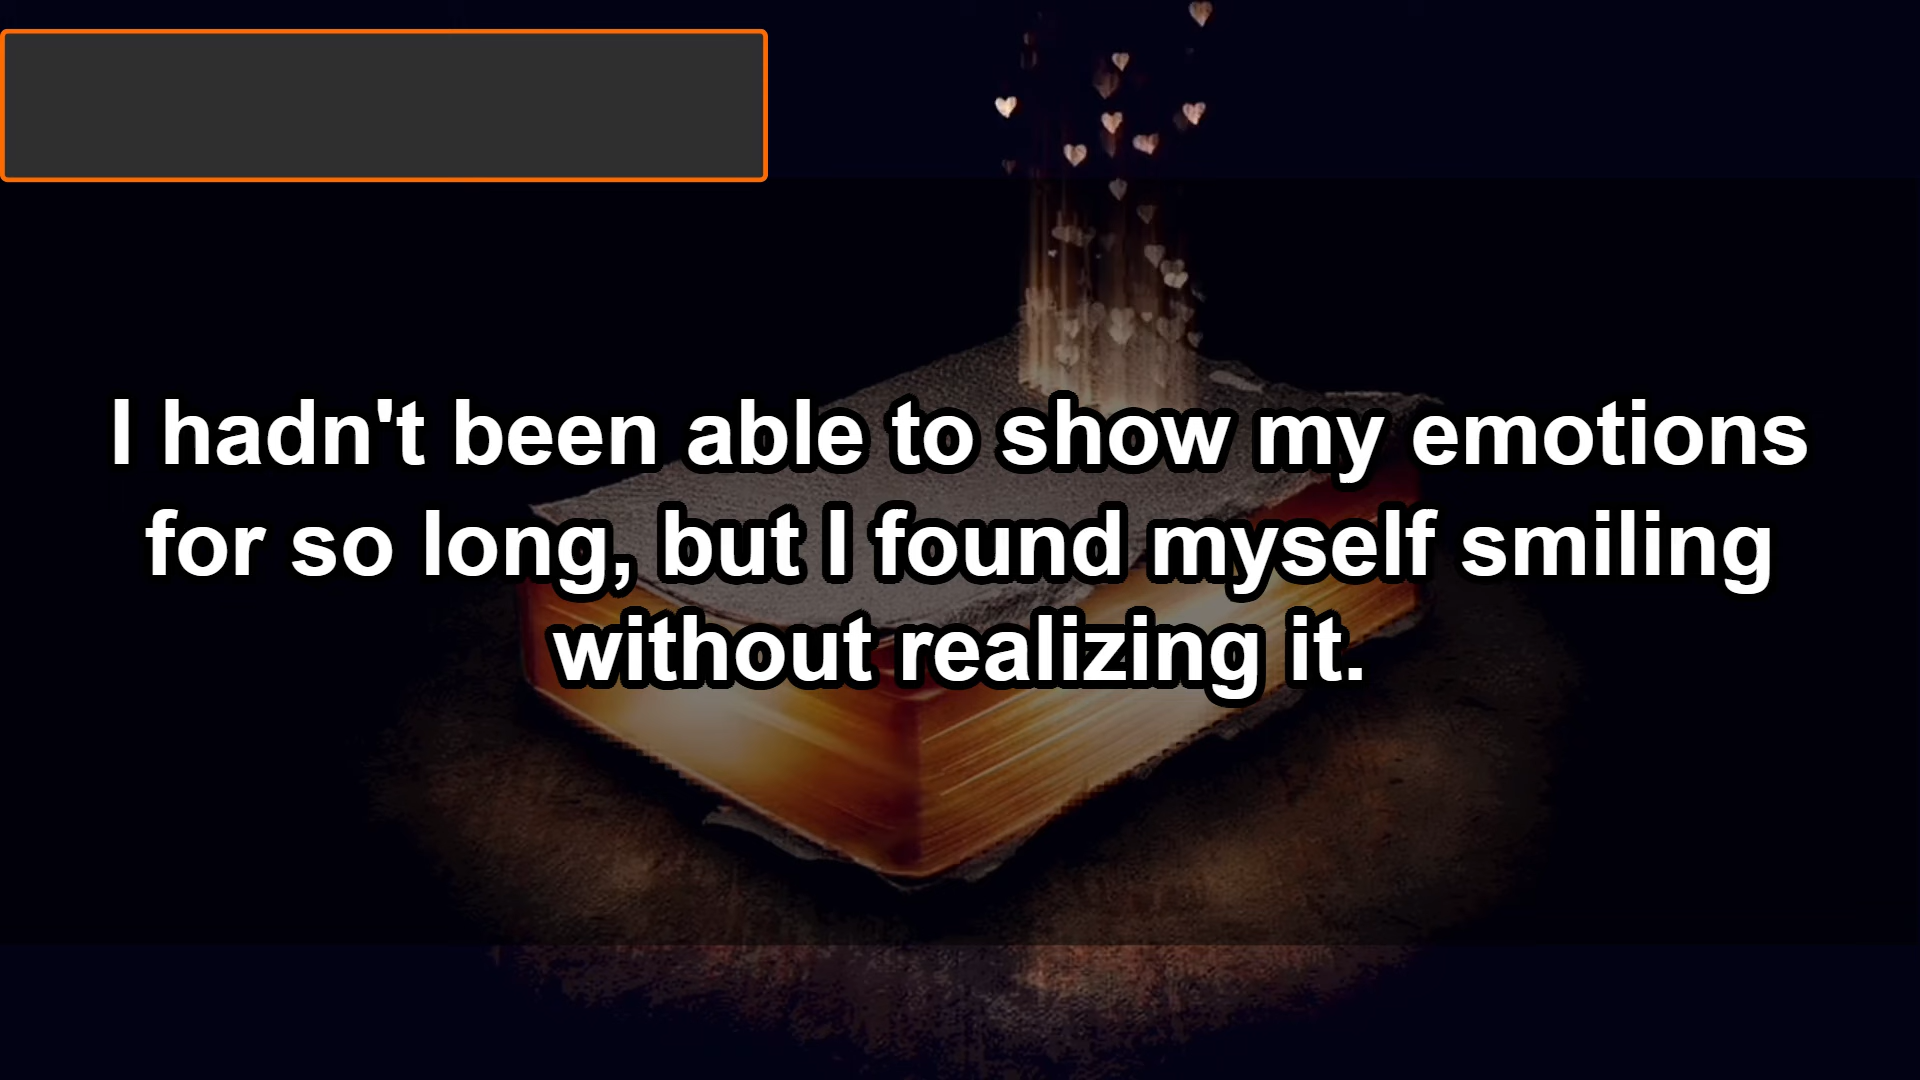 I hadn't been able to show my emotions
for so long, but I found myself smiling
without realizing it.